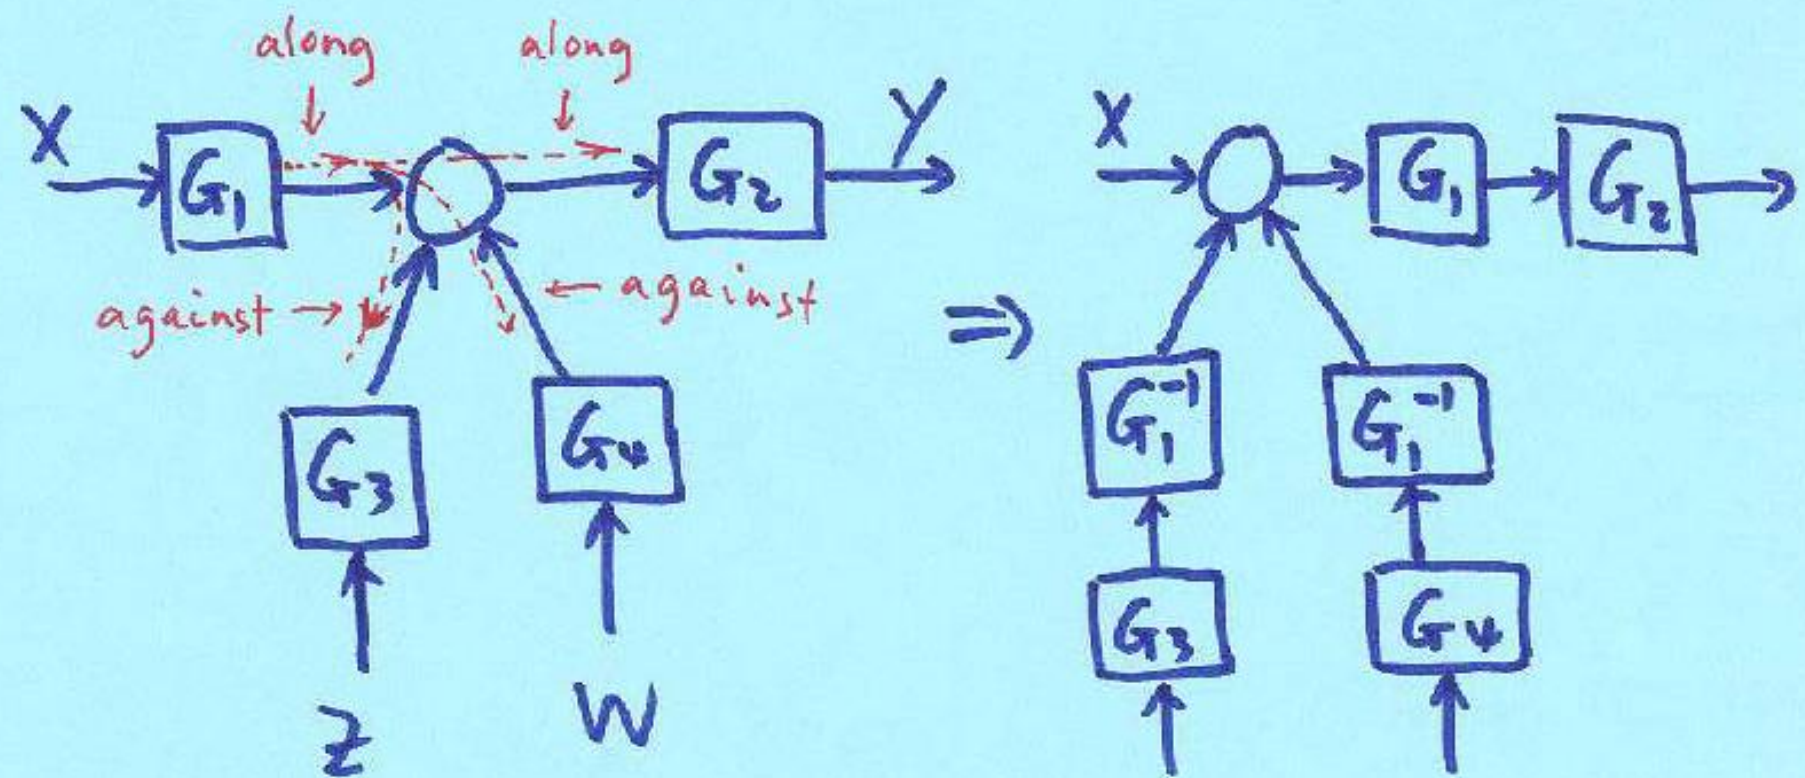 along along
X G₁ G₂ Y
against → ← against
G₃ G₄
Z W
⇒
X G₁ G₂
G₁⁻¹ G₁⁻¹
G₃ G₄